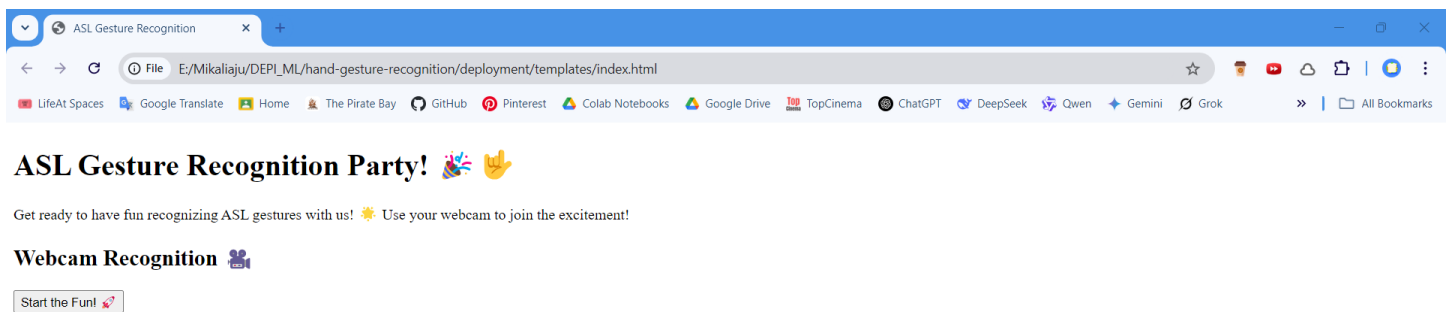 ASL Gesture Recognition
File E:/Mikaliaju/DEPI_ML/hand-gesture-recognition/deployment/templates/index.html
LifeAt Spaces Google Translate Home The Pirate Bay GitHub Pinterest Colab Notebooks Google Drive TopCinema ChatGPT DeepSeek Qwen Gemini Grok » All Bookmarks
ASL Gesture Recognition Party! 🎉 🤟
Get ready to have fun recognizing ASL gestures with us! 🌟 Use your webcam to join the excitement!
Webcam Recognition 🎥
Start the Fun! 🚀